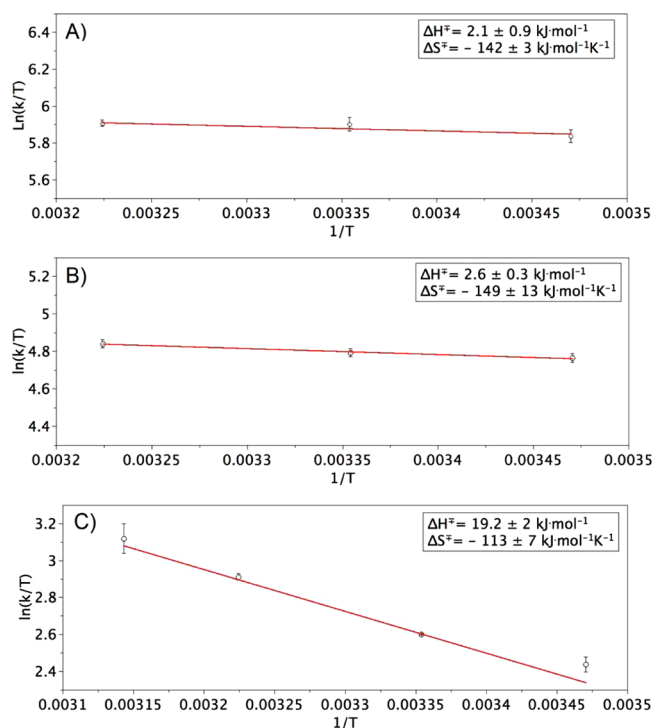 A)
ΔH‡= 2.1 ± 0.9 kJ·mol⁻¹
ΔS‡= – 142 ± 3 kJ·mol⁻¹K⁻¹
Ln(k/T)
6.4
6.2
6
5.8
5.6
0.0032 0.00325 0.0033 0.00335 0.0034 0.00345 0.0035
1/T
B)
ΔH‡= 2.6 ± 0.3 kJ·mol⁻¹
ΔS‡= – 149 ± 13 kJ·mol⁻¹K⁻¹
ln(k/T)
5.2
5
4.8
4.6
4.4
0.0032 0.00325 0.0033 0.00335 0.0034 0.00345 0.0035
1/T
C)
ΔH‡= 19.2 ± 2 kJ·mol⁻¹
ΔS‡= – 113 ± 7 kJ·mol⁻¹K⁻¹
ln(k/T)
3.2
3
2.8
2.6
2.4
0.0031 0.00315 0.0032 0.00325 0.0033 0.00335 0.0034 0.00345 0.0035
1/T